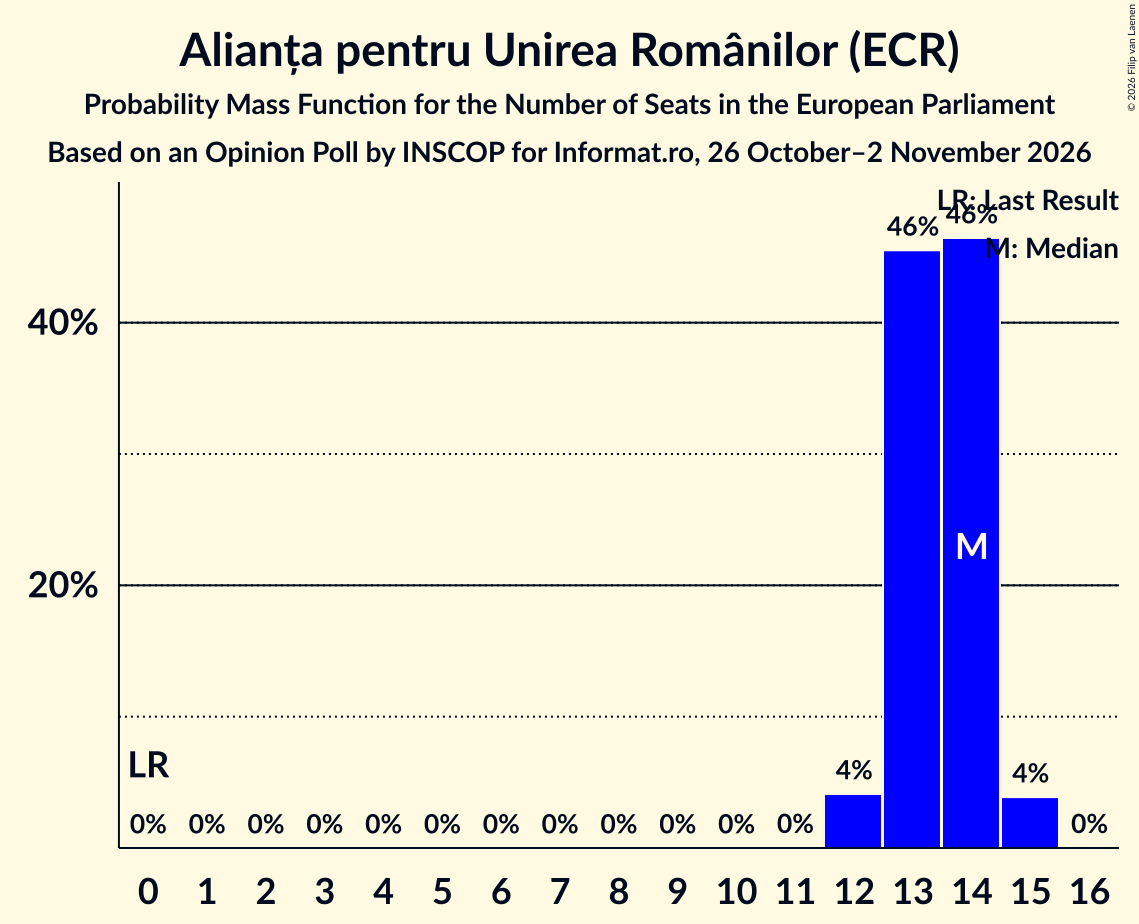 Alianța pentru Unirea Românilor (ECR)
Probability Mass Function for the Number of Seats in the European Parliament
Based on an Opinion Poll by INSCOP for Informat.ro, 26 October–2 November 2026
© 2026 Filip van Laenen
LR: Last Result
M: Median
46% 46%
40%
20%
M
LR
4% 4%
0% 0% 0% 0% 0% 0% 0% 0% 0% 0% 0% 0% 0%
0 1 2 3 4 5 6 7 8 9 10 11 12 13 14 15 16